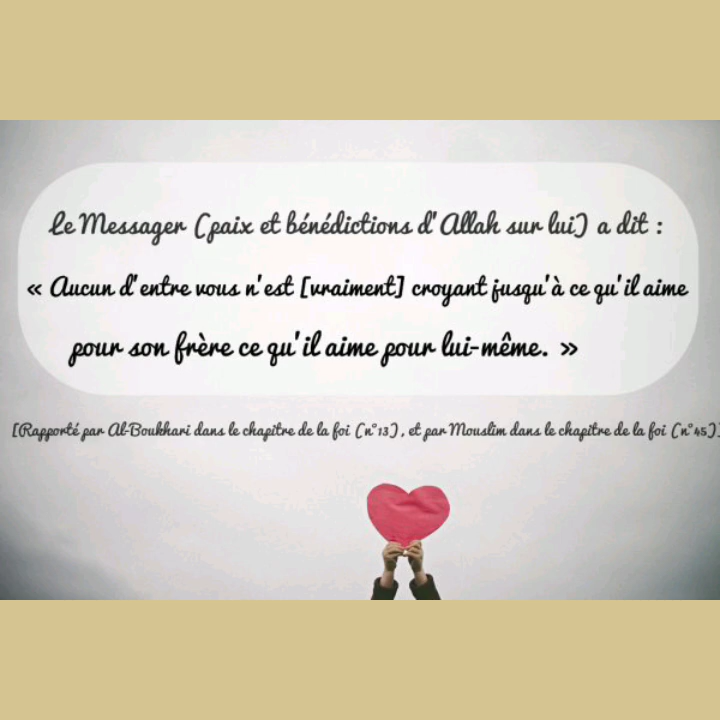 Le Messager (paix et bénédictions d'Allah sur lui) a dit :
« Aucun d'entre vous n'est [vraiment] croyant jusqu'à ce qu'il aime
pour son frère ce qu'il aime pour lui-même. »
[Rapporté par Al-Boukhari dans le chapitre de la foi (n°13), et par Mouslim dans le chapitre de la foi (n°45)]